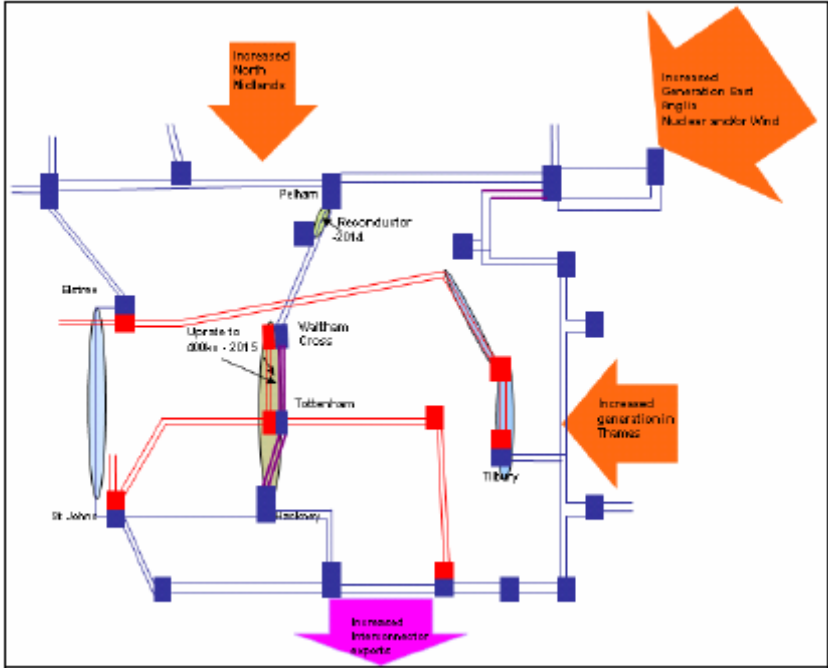 Increased
North
Midlands
Increased
Generation East
Anglia
Nuclear and/or Wind
Pelham
Reconductor
-2014
Elstree
Uprate to
400kv - 2015
Waltham
Cross
Tottenham
Increased
generation in
Thames
Tilbury
St Johns
Hackney
Increased
Interconnector
exports